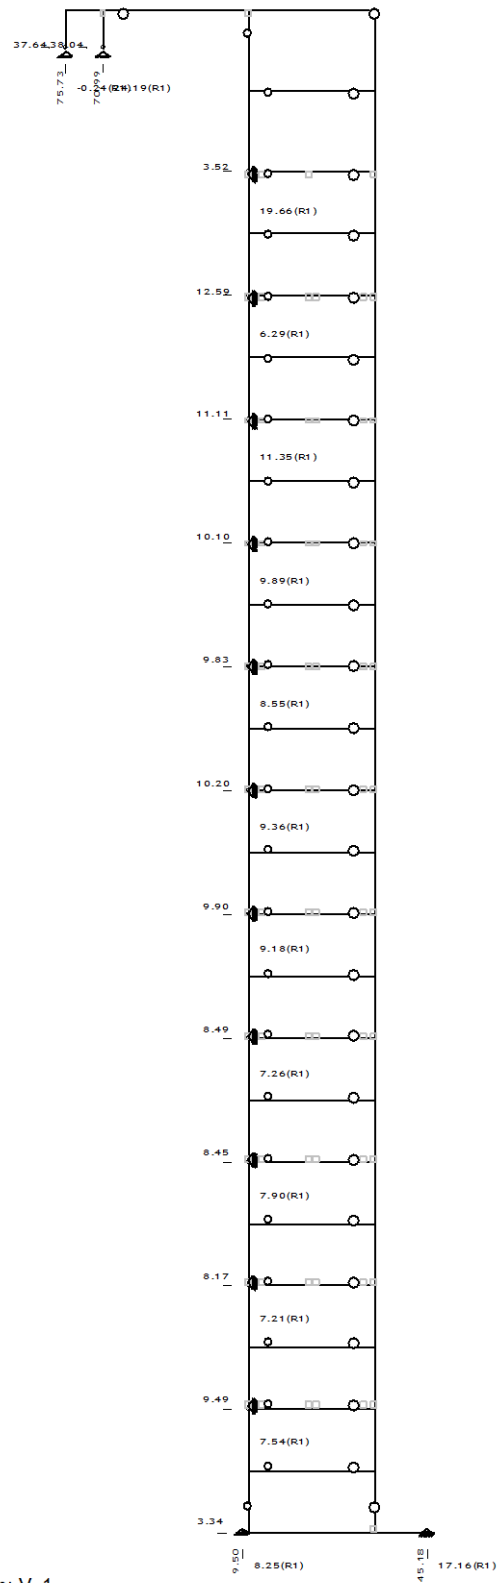 37.64 38.04
75.73
70.99
3.52
19.66(R1)
12.59
6.29(R1)
11.11
11.35(R1)
10.10
9.89(R1)
9.83
8.55(R1)
10.20
9.36(R1)
9.90
9.18(R1)
8.49
7.26(R1)
8.45
7.90(R1)
8.17
7.21(R1)
9.49
7.54(R1)
3.34
9.50
8.25(R1)
45.18
17.16(R1)